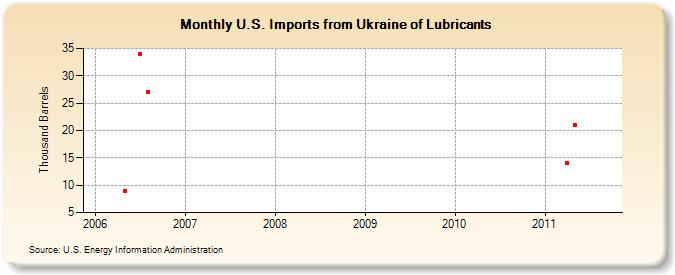 Monthly U.S. Imports from Ukraine of Lubricants
Thousand Barrels
35
30
25
20
15
10
5
2006 2007 2008 2009 2010 2011
Source: U.S. Energy Information Administration